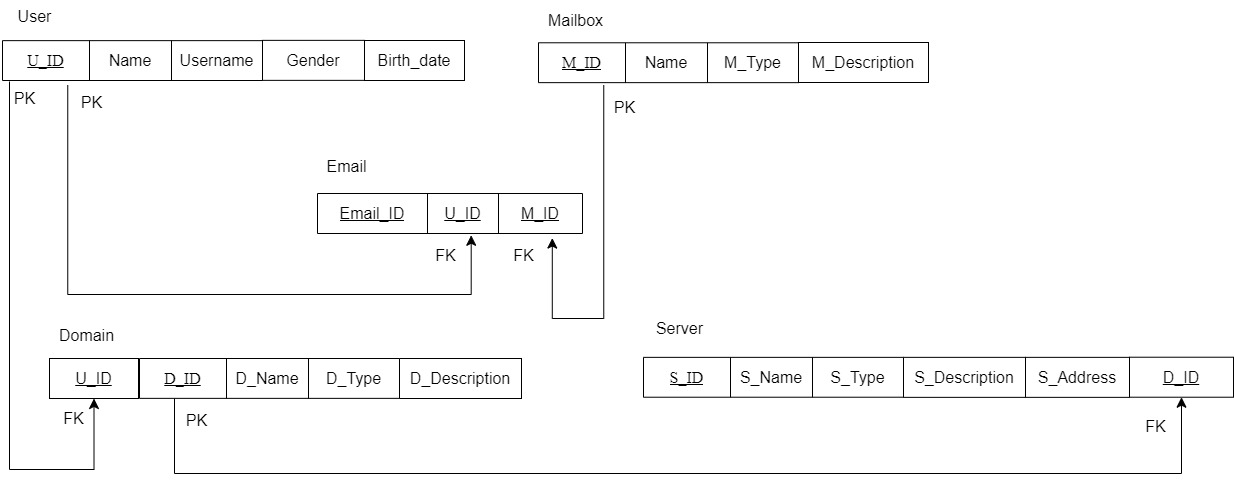 User
U_ID Name Username Gender Birth_date
PK PK
Mailbox
M_ID Name M_Type M_Description
PK
Email
Email_ID U_ID M_ID
FK FK
Domain
U_ID D_ID D_Name D_Type D_Description
FK PK
Server
S_ID S_Name S_Type S_Description S_Address D_ID
FK